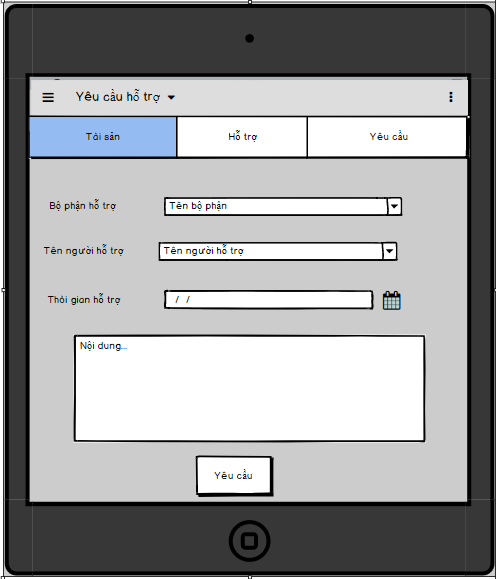 Yêu cầu hỗ trợ
Tài sản
Hỗ trợ
Yêu cầu
Bộ phận hỗ trợ
Tên bộ phận
Tên người hỗ trợ
Tên người hỗ trợ
Thời gian hỗ trợ
/ /
Nội dung...
Yêu cầu